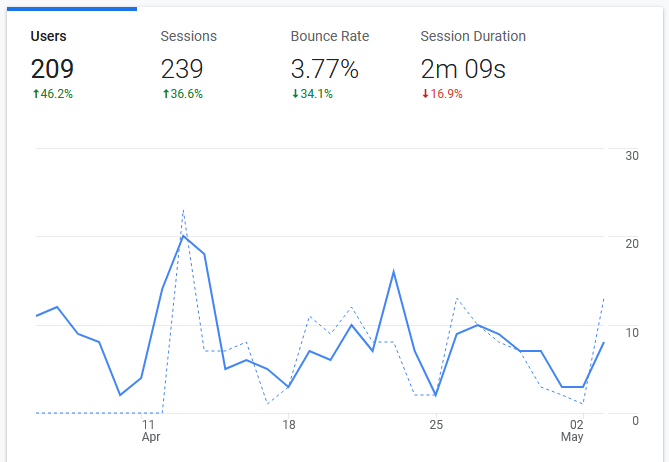 Users Sessions Bounce Rate Session Duration
209 239 3.77% 2m 09s
↑46.2% ↑36.6% ↓34.1% ↓16.9%
30
20
10
0
11 18 25 02
Apr May